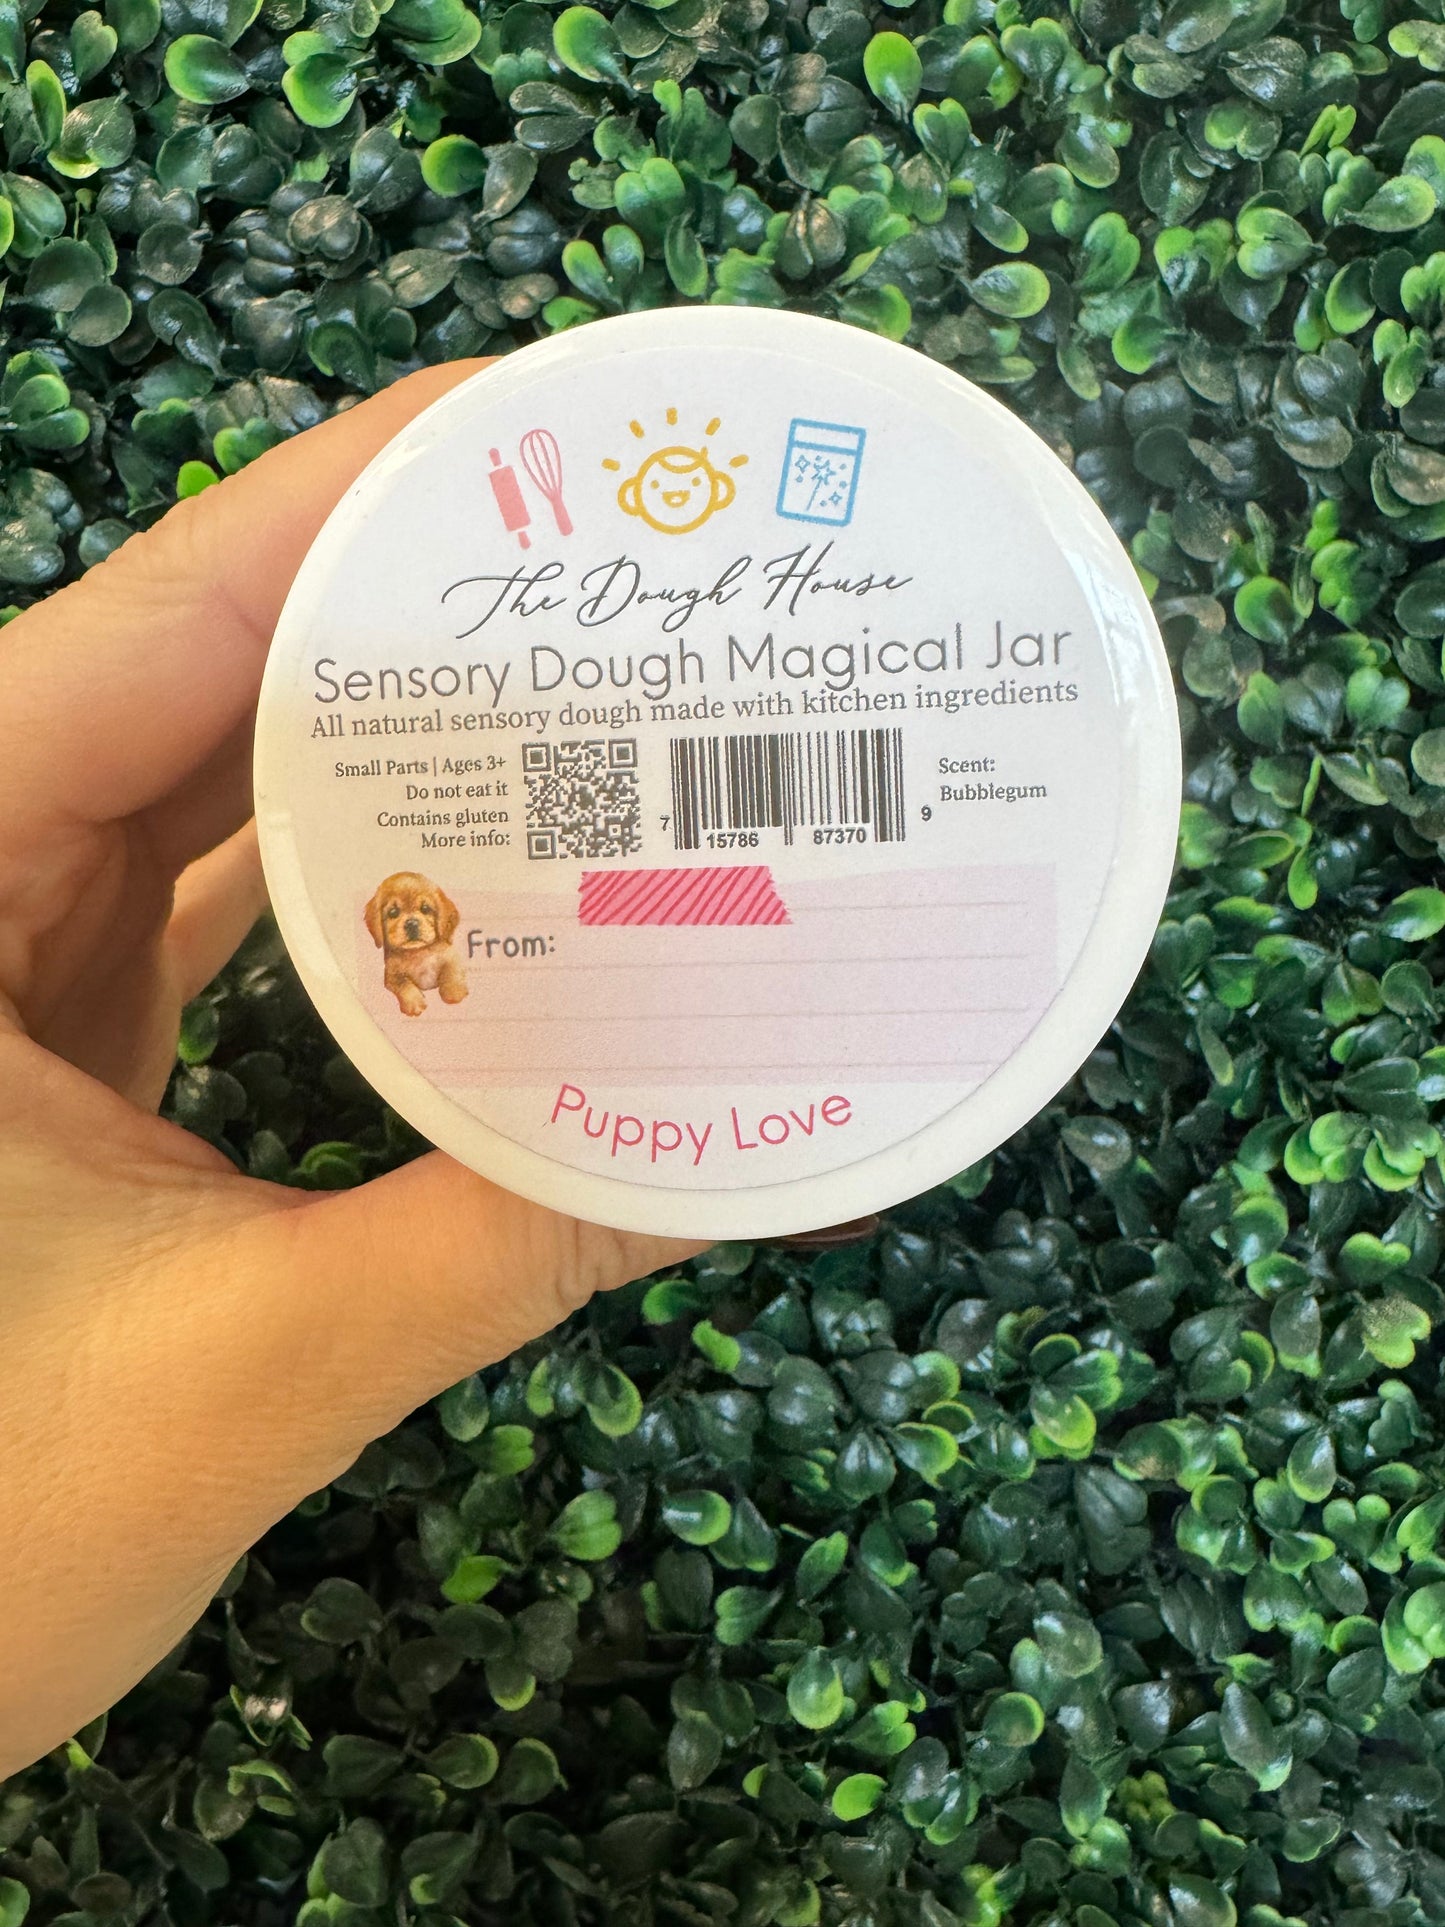 The Dough House
Sensory Dough Magical Jar
All natural sensory dough made with kitchen ingredients
Small Parts | Ages 3+
Do not eat it
Contains gluten
More info:
7 15786 87370 9
Scent:
Bubblegum
From:
Puppy Love